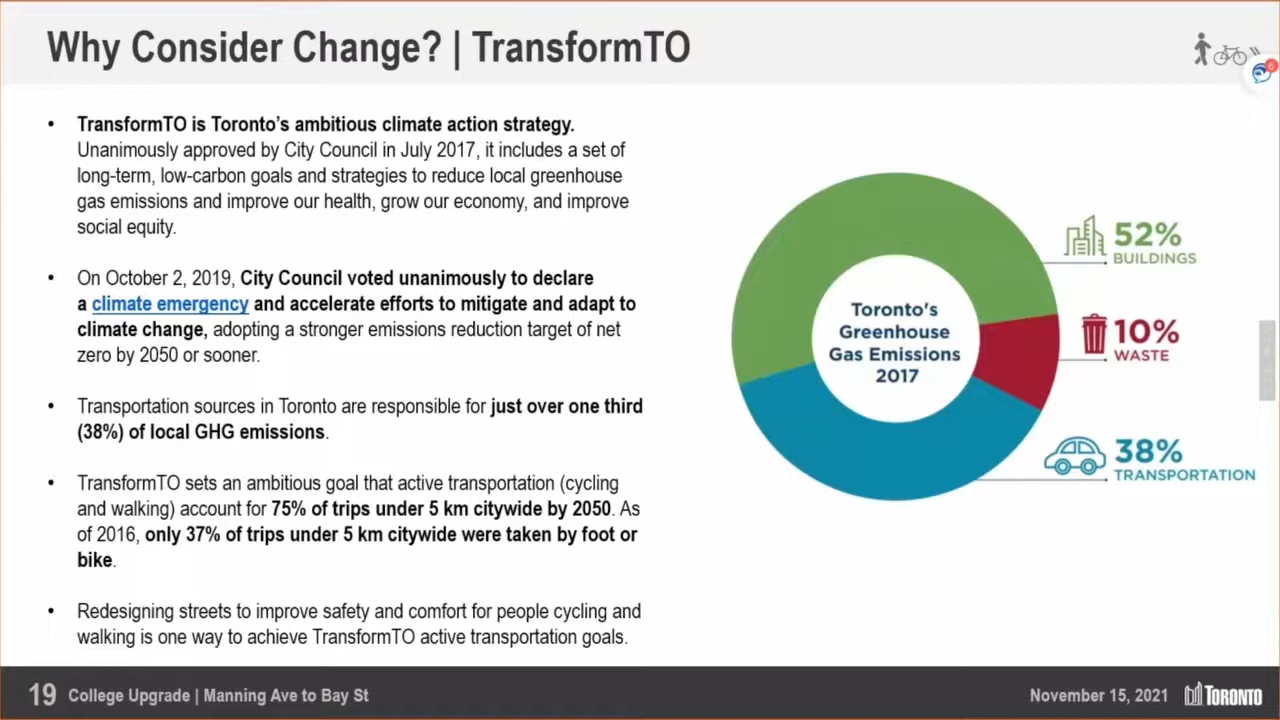 Why Consider Change? | TransformTO
6
• TransformTO is Toronto's ambitious climate action strategy.
Unanimously approved by City Council in July 2017, it includes a set of
long-term, low-carbon goals and strategies to reduce local greenhouse
gas emissions and improve our health, grow our economy, and improve
social equity.
• On October 2, 2019, City Council voted unanimously to declare
a climate emergency and accelerate efforts to mitigate and adapt to
climate change, adopting a stronger emissions reduction target of net
zero by 2050 or sooner.
• Transportation sources in Toronto are responsible for just over one third
(38%) of local GHG emissions.
• TransformTO sets an ambitious goal that active transportation (cycling
and walking) account for 75% of trips under 5 km citywide by 2050. As
of 2016, only 37% of trips under 5 km citywide were taken by foot or
bike.
• Redesigning streets to improve safety and comfort for people cycling and
walking is one way to achieve TransformTO active transportation goals.
Toronto's
Greenhouse
Gas Emissions
2017
52%
BUILDINGS
10%
WASTE
38%
TRANSPORTATION
19 College Upgrade | Manning Ave to Bay St
November 15, 2021 TORONTO